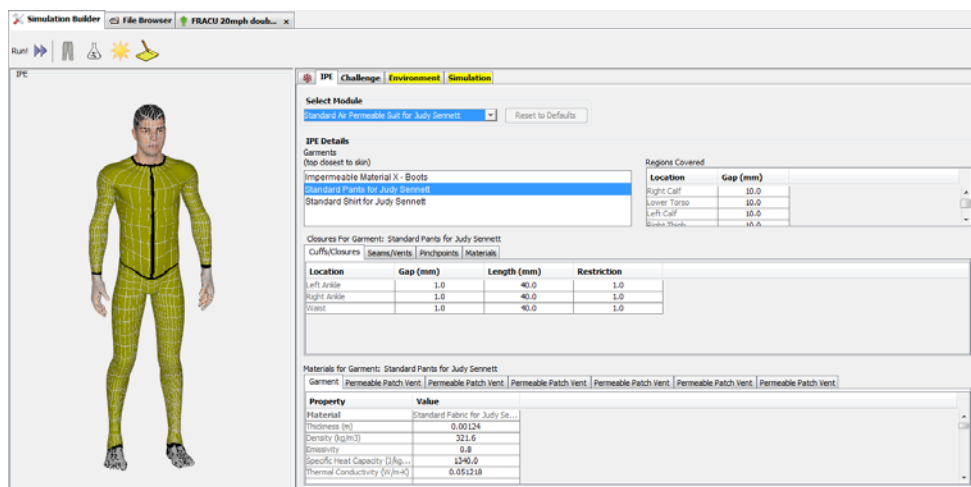 Simulation Builder File Browser FRACU 20mph doub... x
Run!
IPE
IPE Challenge Environment Simulation
Select Module
Standard Air Permeable Suit for Judy Sennett Reset to Defaults
IPE Details
Garments
(top closest to skin)
Impermeable Material X - Boots
Standard Pants for Judy Sennett
Standard Shirt for Judy Sennett
Regions Covered
Location Gap (mm)
Right Calf 10.0
Lower Torso 10.0
Left Calf 10.0
Right Thigh 10.0
Closures For Garment: Standard Pants for Judy Sennett
Cuffs/Closures Seams/Vents Pinchpoints Materials
Location Gap (mm) Length (mm) Restriction
Left Ankle 1.0 40.0 1.0
Right Ankle 1.0 40.0 1.0
Waist 1.0 40.0 1.0
Materials for Garment: Standard Pants for Judy Sennett
Garment Permeable Patch Vent Permeable Patch Vent Permeable Patch Vent Permeable Patch Vent Permeable Patch Vent Permeable Patch Vent
Property Value
Material Standard Fabric for Judy Se...
Thickness (m) 0.00124
Density (kg/m3) 321.6
Emissivity 0.8
Specific Heat Capacity (J/kg... 1340.0
Thermal Conductivity (W/m-K) 0.051218